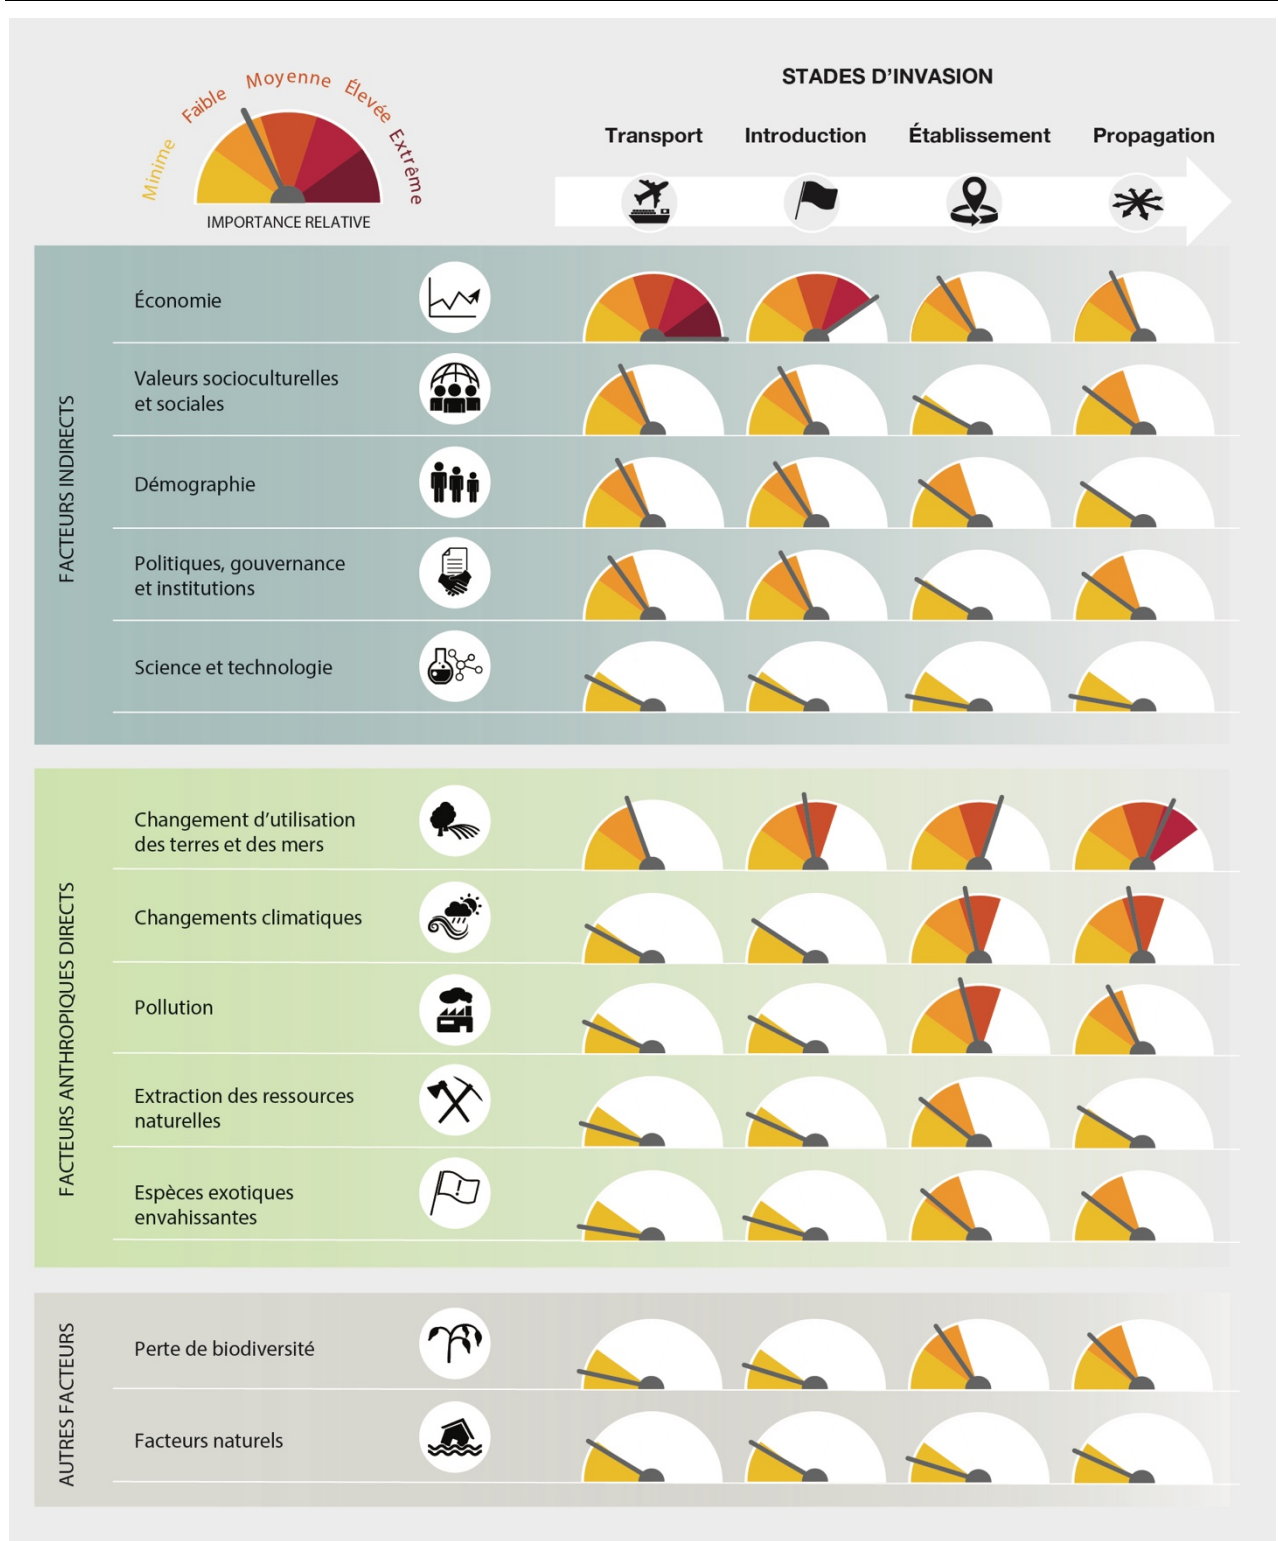 STADES D'INVASION
Minime
Faible
Moyenne
Élevée
Extrême
IMPORTANCE RELATIVE
Transport
Introduction
Établissement
Propagation
FACTEURS INDIRECTS
Économie
Valeurs socioculturelles
et sociales
Démographie
Politiques, gouvernance
et institutions
Science et technologie
FACTEURS ANTHROPIQUES DIRECTS
Changement d'utilisation
des terres et des mers
Changements climatiques
Pollution
Extraction des ressources
naturelles
Espèces exotiques
envahissantes
AUTRES FACTEURS
Perte de biodiversité
Facteurs naturels